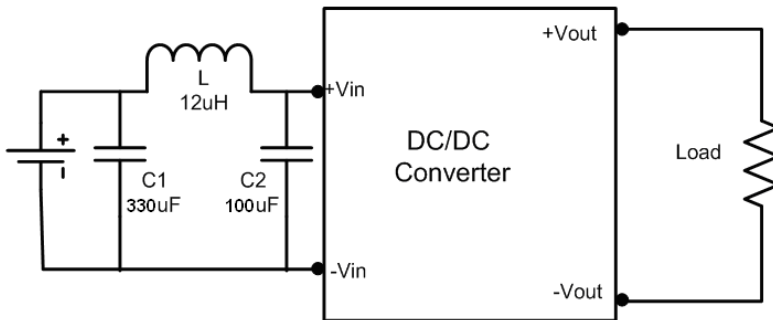 +Vout
L
12uH
+Vin
+
DC/DC
Converter
Load
C1
330uF
C2
100uF
-Vin
-Vout